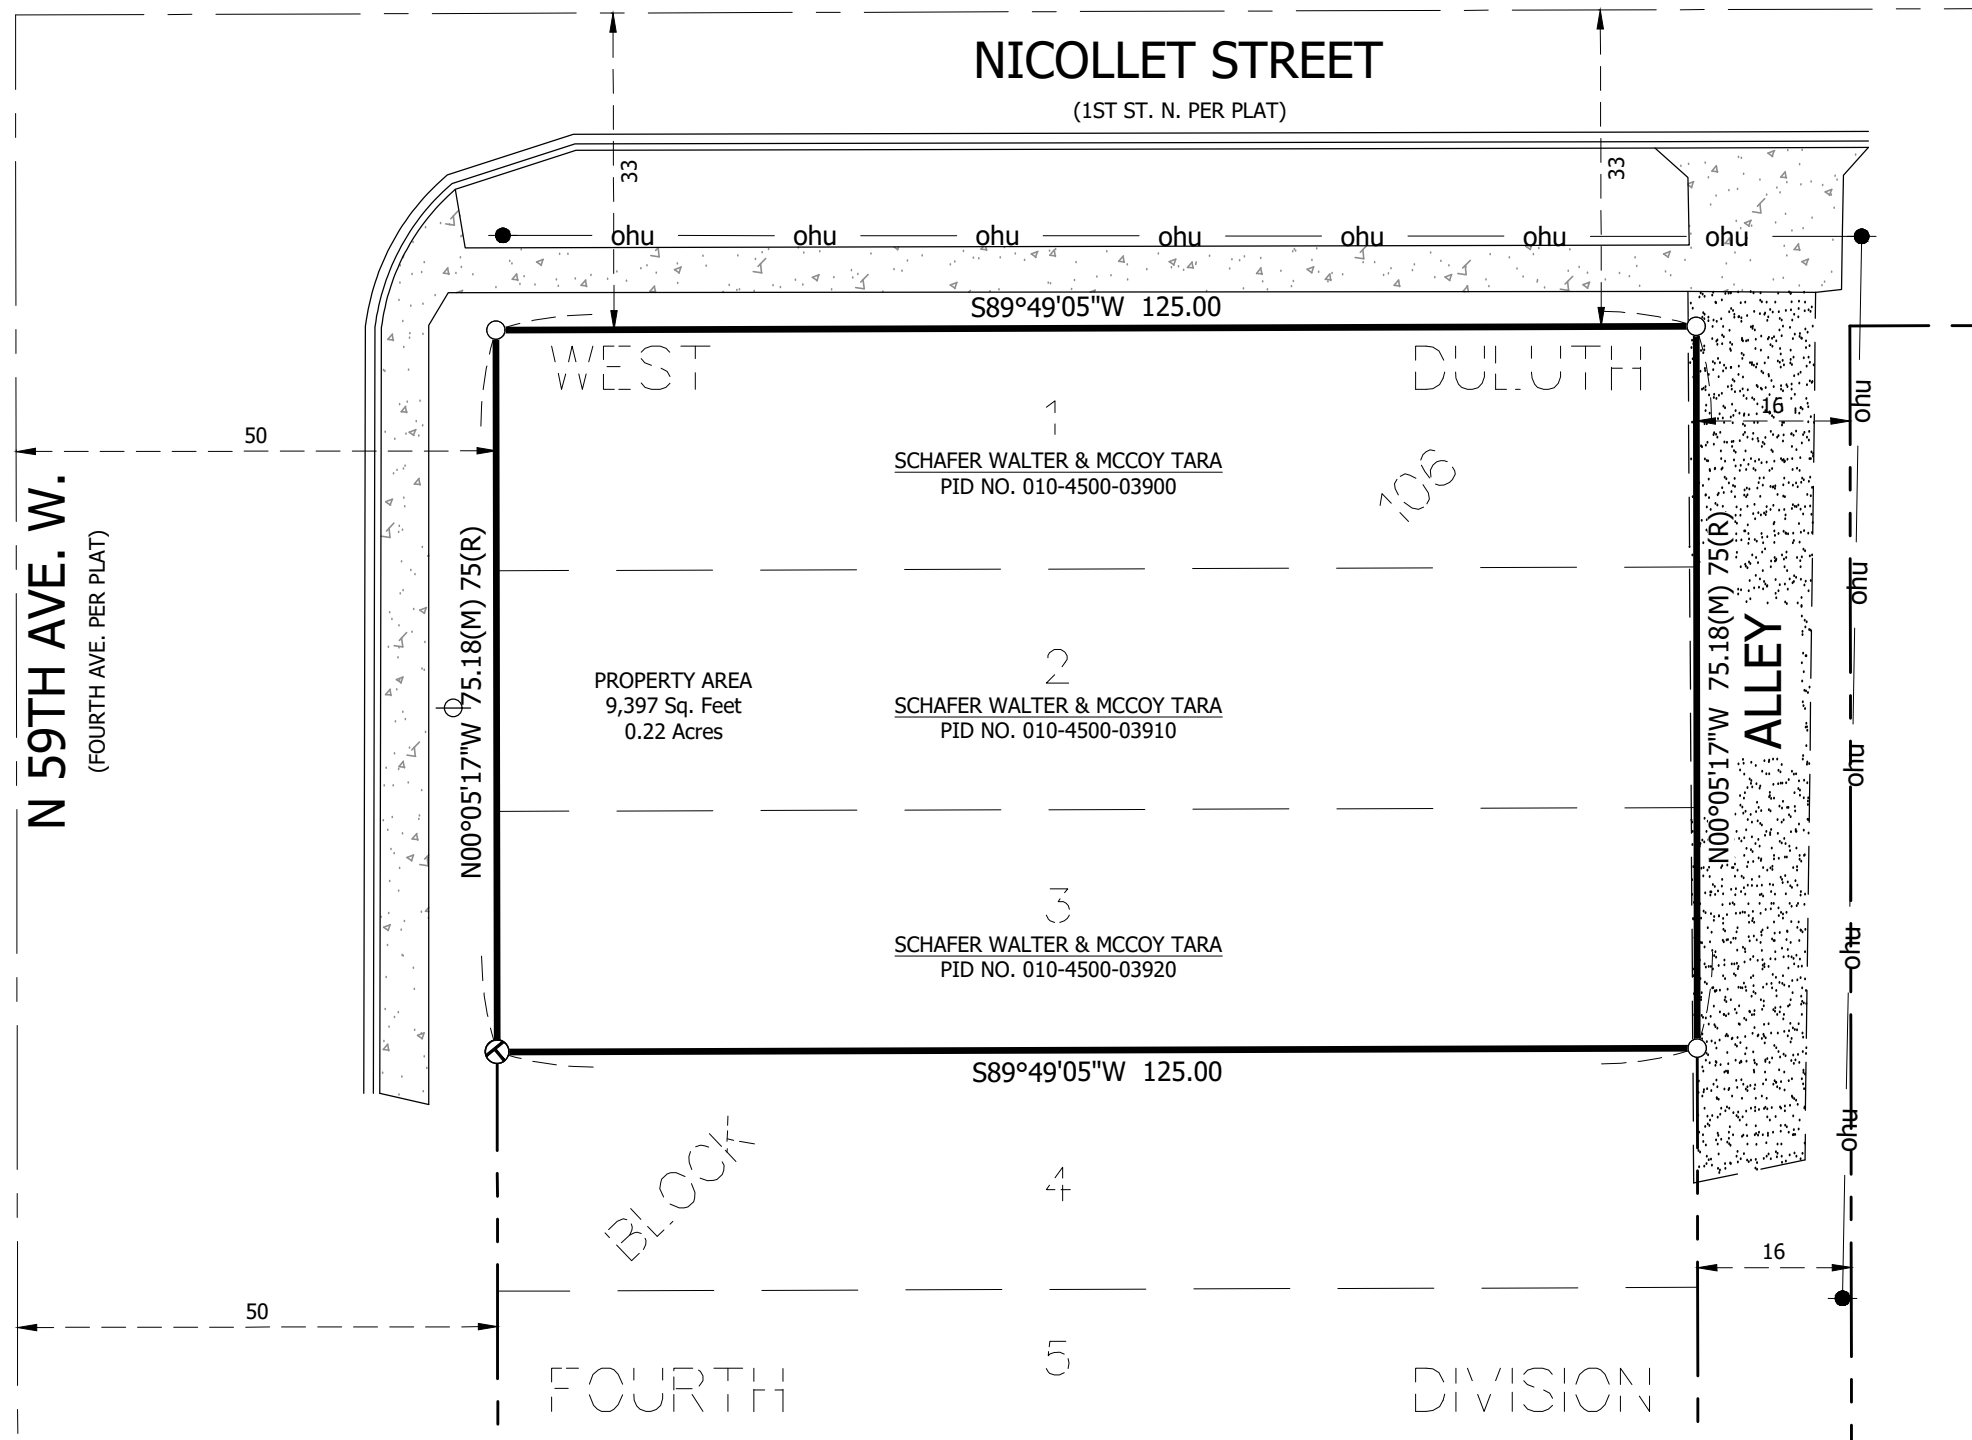 NICOLLET STREET
(1ST ST. N. PER PLAT)
33
33
ohu ohu ohu ohu ohu ohu ohu
S89°49'05"W 125.00
WEST DULUTH
50
16
ohu
1
SCHAFER WALTER & MCCOY TARA
PID NO. 010-4500-03900
106
N 59TH AVE. W.
(FOURTH AVE. PER PLAT)
N00°05'17"W 75.18(M) 75(R)
N00°05'17"W 75.18(M) 75(R)
ALLEY
ohu
PROPERTY AREA
9,397 Sq. Feet
0.22 Acres
2
SCHAFER WALTER & MCCOY TARA
PID NO. 010-4500-03910
ohu
3
SCHAFER WALTER & MCCOY TARA
PID NO. 010-4500-03920
ohu
S89°49'05"W 125.00
ohu
BLOCK
4
16
50
5
FOURTH DIVISION